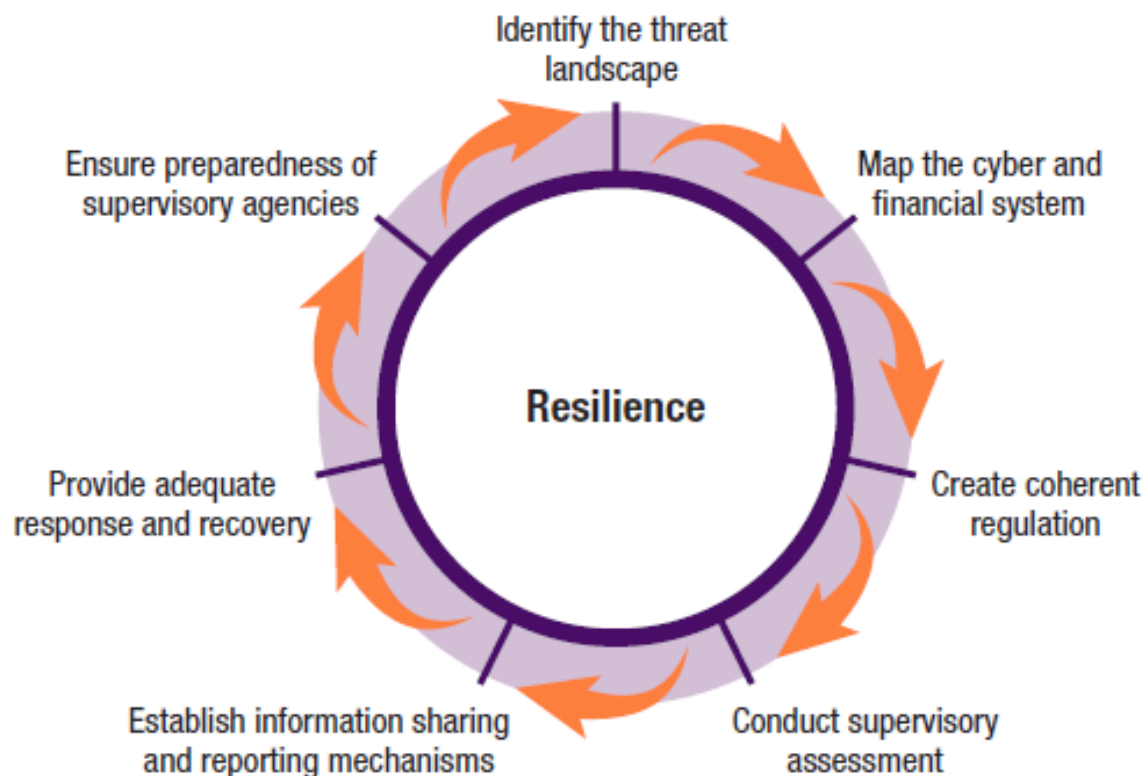 Identify the threat
landscape
Map the cyber and
financial system
Create coherent
regulation
Conduct supervisory
assessment
Establish information sharing
and reporting mechanisms
Provide adequate
response and recovery
Ensure preparedness of
supervisory agencies
Resilience